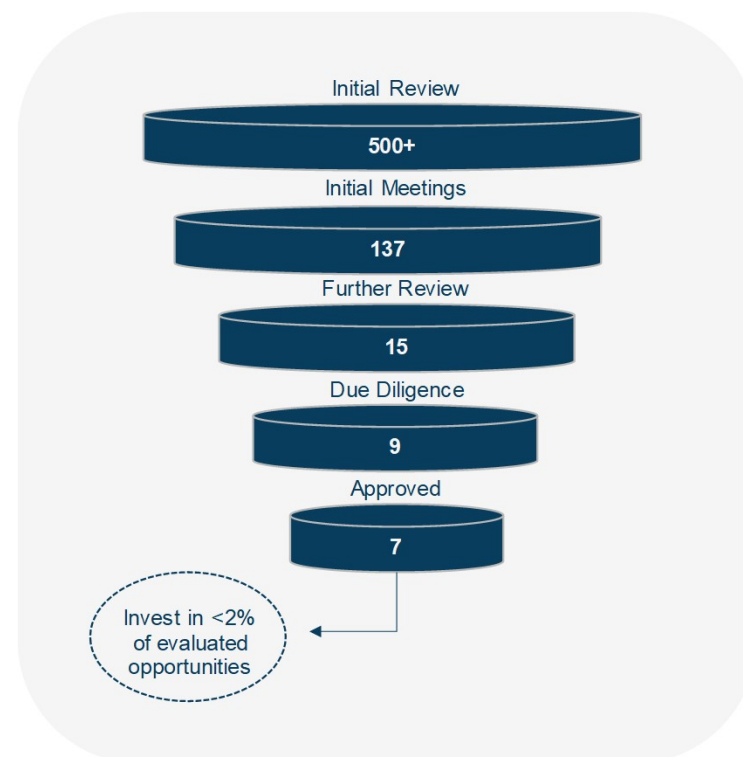 Initial Review
500+
Initial Meetings
137
Further Review
15
Due Diligence
9
Approved
7
Invest in <2%
of evaluated
opportunities